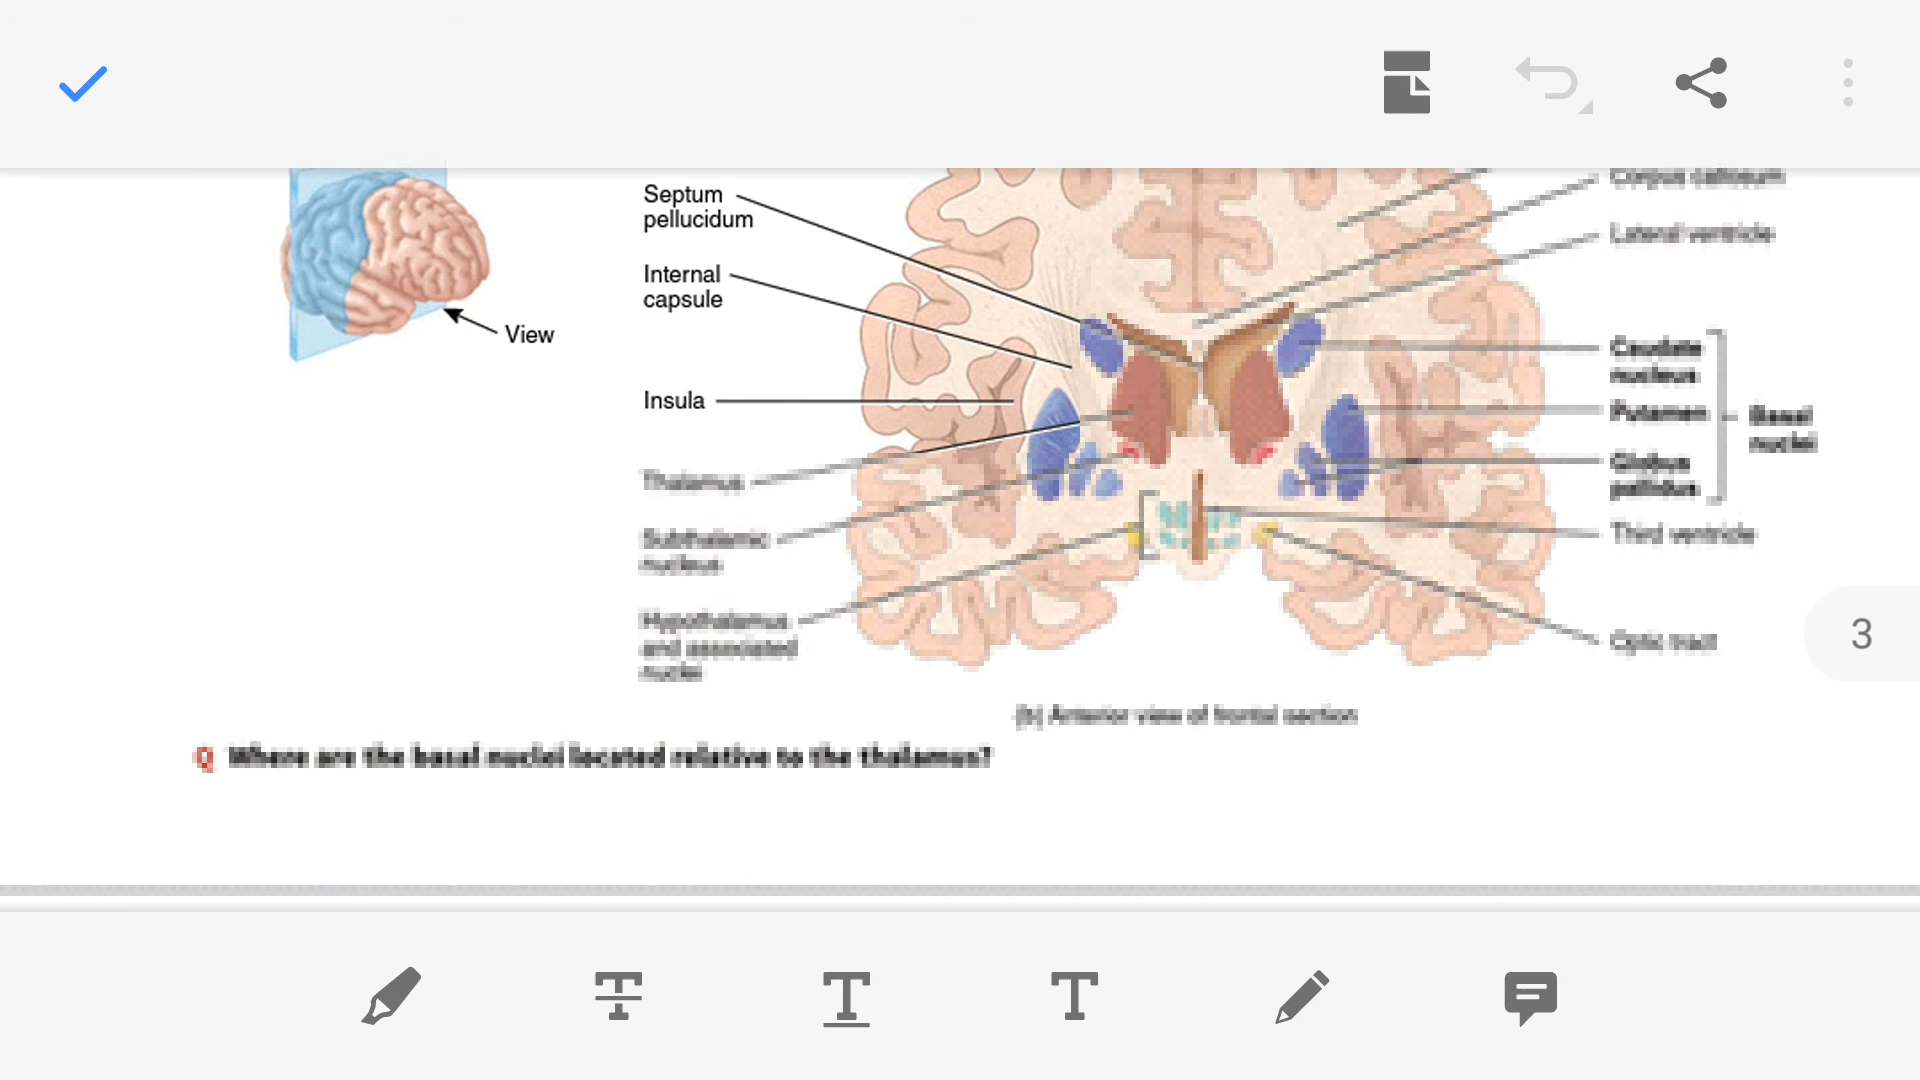 Septum
pellucidum
Internal
capsule
View
Insula
Thalamus
Subthalamic
nucleus
Hypothalamus
and associated
nuclei
Corpus callosum
Lateral ventricle
Caudate
nucleus
Putamen
Basal
nuclei
Globus
pallidus
Third ventricle
Optic tract
3
(b) Anterior view of frontal section
Q Where are the basal nuclei located relative to the thalamus?